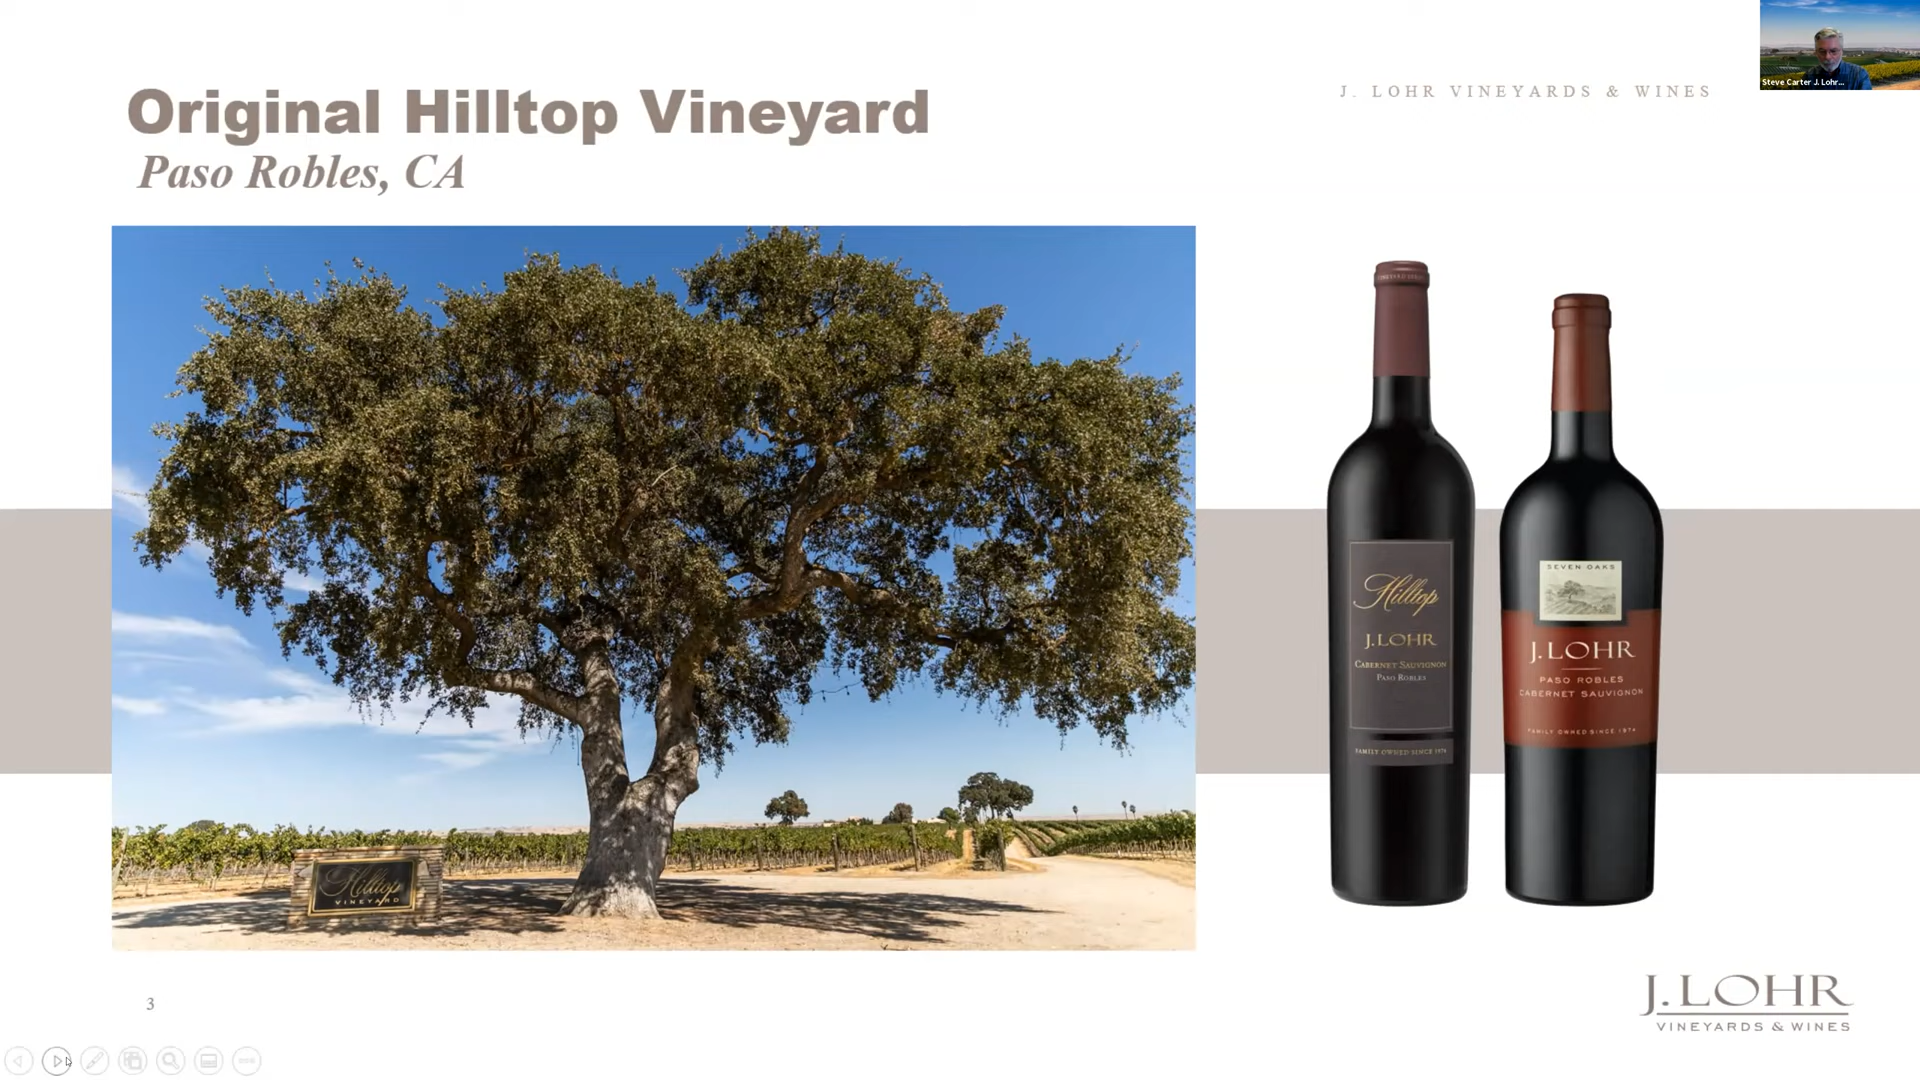 Original Hilltop Vineyard
Paso Robles, CA
J. LOHR VINEYARDS & WINES
Steve Carter J. Lohr...
Hilltop
VINEYARD
Hilltop
J. LOHR
CABERNET SAUVIGNON
PASO ROBLES
FAMILY OWNED SINCE 1974
SEVEN OAKS
J. LOHR
PASO ROBLES
CABERNET SAUVIGNON
FAMILY OWNED SINCE 1974
3
J. LOHR
VINEYARDS & WINES